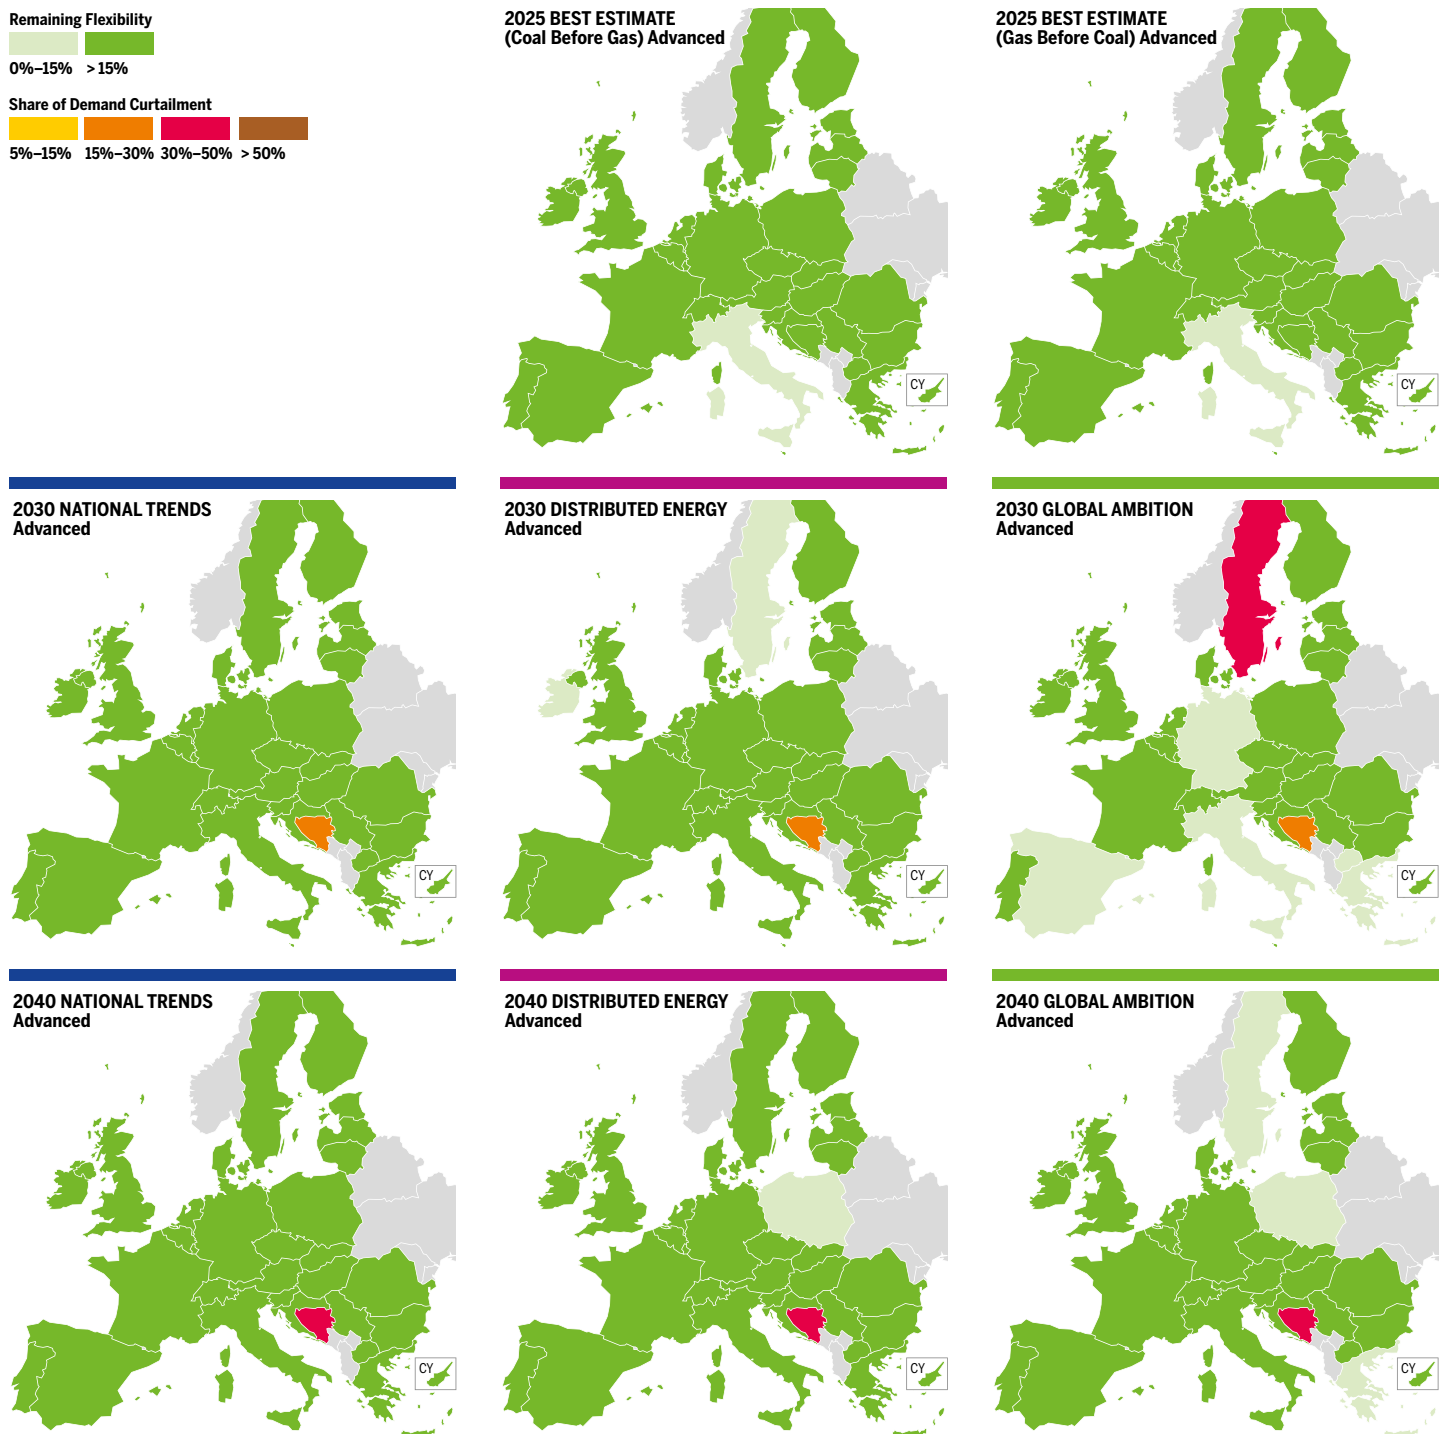 Remaining Flexibility
0%–15% > 15%
Share of Demand Curtailment
5%–15% 15%–30% 30%–50% > 50%
2025 BEST ESTIMATE
(Coal Before Gas) Advanced
CY
2025 BEST ESTIMATE
(Gas Before Coal) Advanced
CY
2030 NATIONAL TRENDS
Advanced
CY
2030 DISTRIBUTED ENERGY
Advanced
CY
2030 GLOBAL AMBITION
Advanced
CY
2040 NATIONAL TRENDS
Advanced
CY
2040 DISTRIBUTED ENERGY
Advanced
CY
2040 GLOBAL AMBITION
Advanced
CY